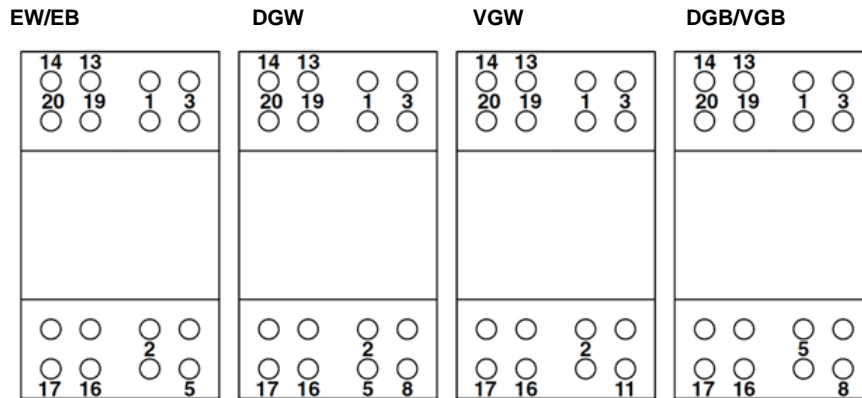 EW/EB DGW VGW DGB/VGB
14 13 14 13 14 13 14 13
20 19 1 3 20 19 1 3 20 19 1 3 20 19 1 3
2 2 2 5
17 16 5 17 16 5 8 17 16 11 17 16 8